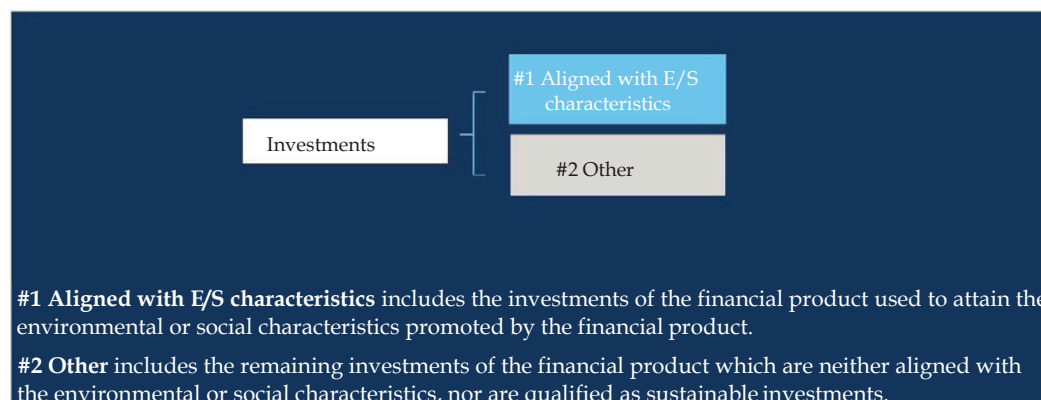 #1 Aligned with E/S
characteristics
Investments
#2 Other
#1 Aligned with E/S characteristics includes the investments of the financial product used to attain the
environmental or social characteristics promoted by the financial product.
#2 Other includes the remaining investments of the financial product which are neither aligned with
the environmental or social characteristics, nor are qualified as sustainable investments.